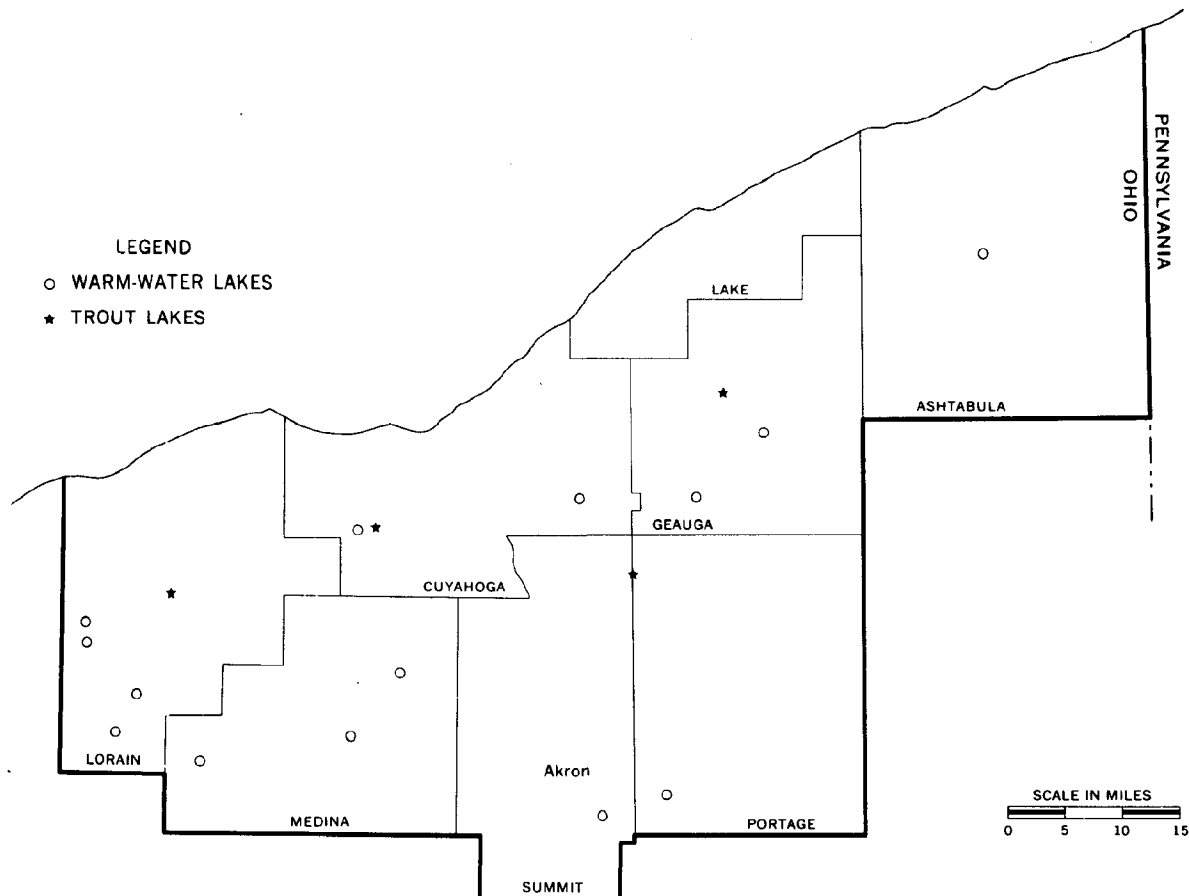 PENNSYLVANIA
OHIO
LEGEND
WARM-WATER LAKES
TROUT LAKES
LAKE
ASHTABULA
GEAUGA
CUYAHOGA
LORAIN
Akron
MEDINA
PORTAGE
SUMMIT
SCALE IN MILES
0 5 10 15